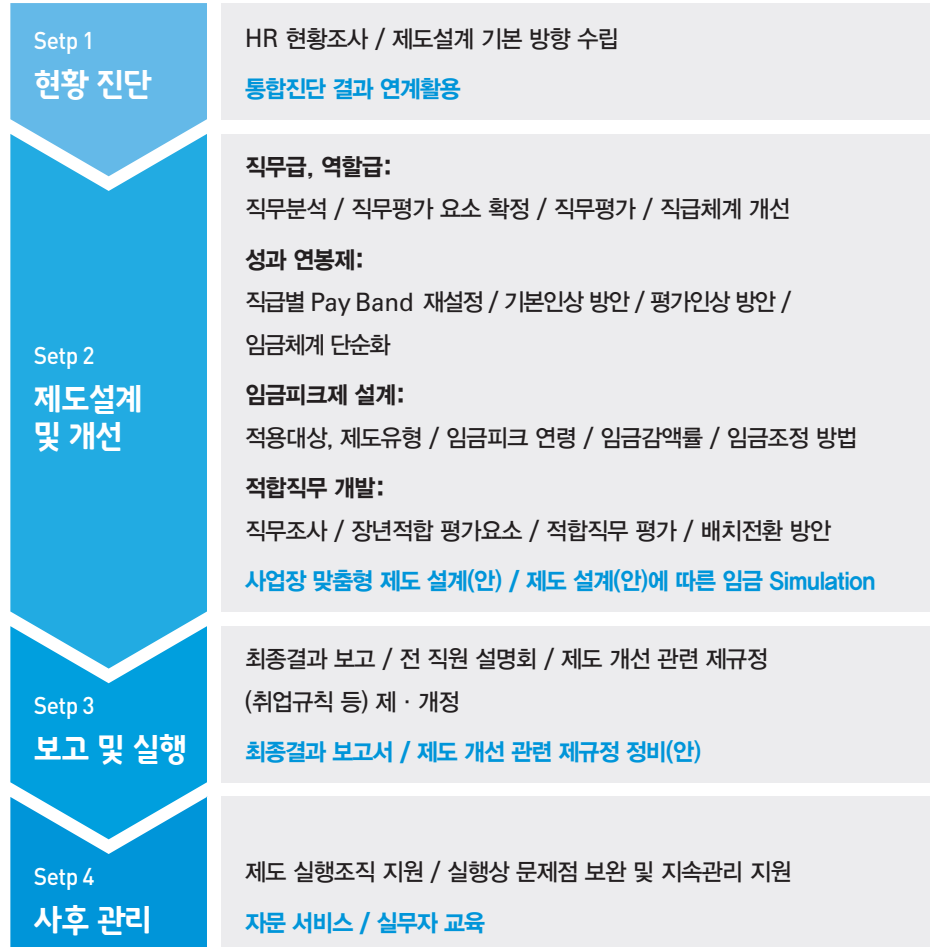 Setp 1
현황 진단
HR 현황조사 / 제도설계 기본 방향 수립
통합진단 결과 연계활용
Setp 2
제도설계
및 개선
직무급, 역할급:
직무분석 / 직무평가 요소 확정 / 직무평가 / 직급체계 개선
성과 연봉제:
직급별 Pay Band 재설정 / 기본인상 방안 / 평가인상 방안 /
임금체계 단순화
임금피크제 설계:
적용대상, 제도유형 / 임금피크 연령 / 임금감액률 / 임금조정 방법
적합직무 개발:
직무조사 / 장년적합 평가요소 / 적합직무 평가 / 배치전환 방안
사업장 맞춤형 제도 설계(안) / 제도 설계(안)에 따른 임금 Simulation
Setp 3
보고 및 실행
최종결과 보고 / 전 직원 설명회 / 제도 개선 관련 제규정
(취업규칙 등) 제 · 개정
최종결과 보고서 / 제도 개선 관련 제규정 정비(안)
Setp 4
사후 관리
제도 실행조직 지원 / 실행상 문제점 보완 및 지속관리 지원
자문 서비스 / 실무자 교육